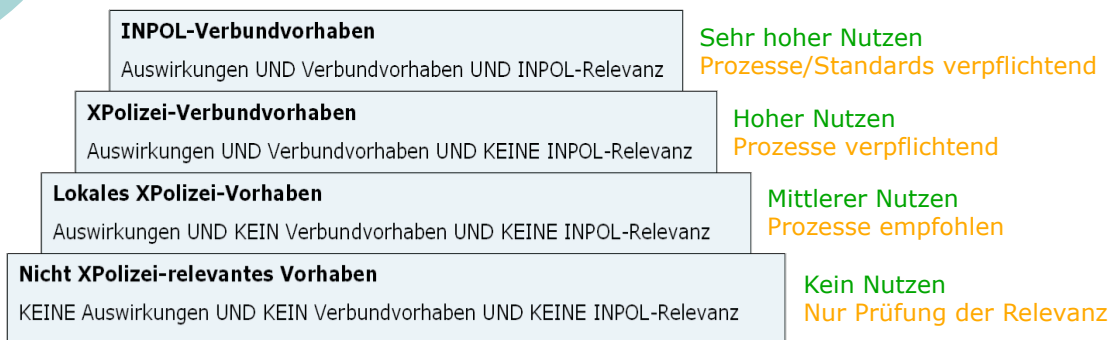 INPOL-Verbundvorhaben
Auswirkungen UND Verbundvorhaben UND INPOL-Relevanz
Sehr hoher Nutzen
Prozesse/Standards verpflichtend
XPolizei-Verbundvorhaben
Auswirkungen UND Verbundvorhaben UND KEINE INPOL-Relevanz
Hoher Nutzen
Prozesse verpflichtend
Lokales XPolizei-Vorhaben
Auswirkungen UND KEIN Verbundvorhaben UND KEINE INPOL-Relevanz
Mittlerer Nutzen
Prozesse empfohlen
Nicht XPolizei-relevantes Vorhaben
KEINE Auswirkungen UND KEIN Verbundvorhaben UND KEINE INPOL-Relevanz
Kein Nutzen
Nur Prüfung der Relevanz